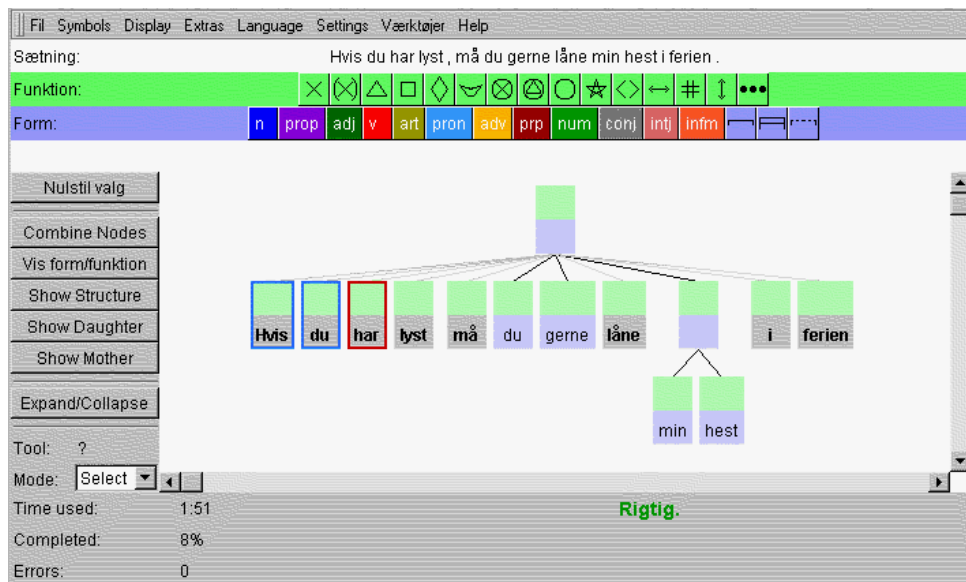 Fil Symbols Display Extras Language Settings Værktøjer Help
Sætning: Hvis du har lyst , må du gerne låne min hest i ferien .
Funktion:
Form: n prop adj v art pron adv prp num conj intj infm
Nulstil valg
Combine Nodes
Vis form/funktion
Show Structure
Show Daughter
Show Mother
Expand/Collapse
Hvis du har lyst må du gerne låne i ferien
min hest
Tool: ?
Mode: Select
Time used: 1:51 Rigtig.
Completed: 8%
Errors: 0